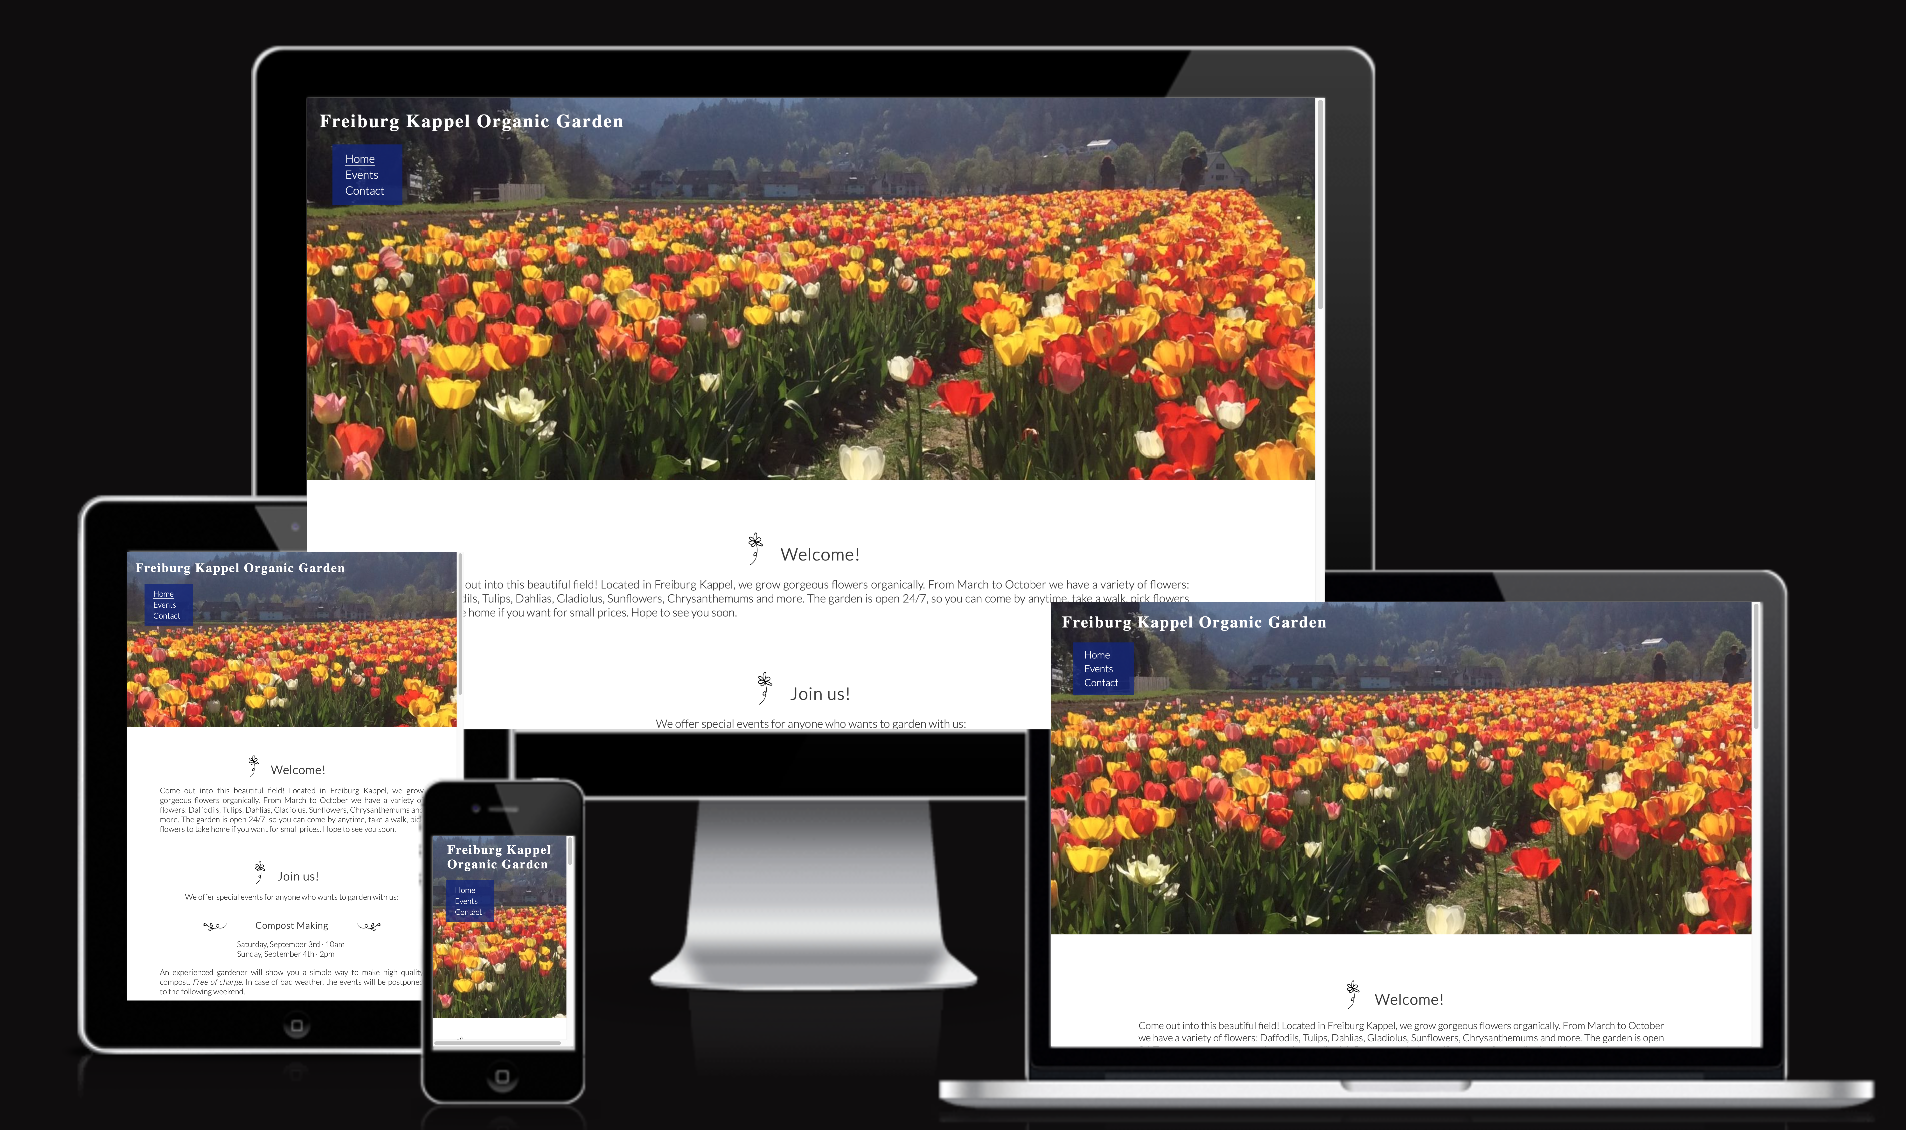 Freiburg Kappel Organic Garden
Home
Events
Contact
Welcome!
out into this beautiful field! Located in Freiburg Kappel, we grow gorgeous flowers organically. From March to October we have a variety of flowers:
Tulips, Dahlias, Gladiolus, Sunflowers, Chrysanthemums and more. The garden is open 24/7, so you can come by anytime, take a walk, pick flowers
home if you want for small prices. Hope to see you soon.
Join us!
We offer special events for anyone who wants to garden with us:
Freiburg Kappel Organic Garden
Home
Events
Contact
Welcome!
Come out into this beautiful field! Located in Freiburg Kappel, we grow
gorgeous flowers organically. From March to October we have a variety
flowers: Daffodils, Tulips, Dahlias, Gladiolus, Sunflowers, Chrysanthemums
more. The garden is open 24/7, so you can come by anytime, take a walk,
flowers to take home if you want for small prices. Hope to see you soon.
Join us!
We offer special events for anyone who wants to garden with us:
Compost Making
Saturday, September 3rd - 10am
Sunday, September 4th - 2pm
An experienced gardener will show you a simple way to make high quality
compost. Free of charge. In case of bad weather, the events will be
to the following weekend.
Freiburg Kappel
Organic Garden
Home
Events
Contact
Freiburg Kappel Organic Garden
Home
Events
Contact
Welcome!
Come out into this beautiful field! Located in Freiburg Kappel, we grow gorgeous flowers organically. From March to October
we have a variety of flowers: Daffodils, Tulips, Dahlias, Gladiolus, Sunflowers, Chrysanthemums and more. The garden is open